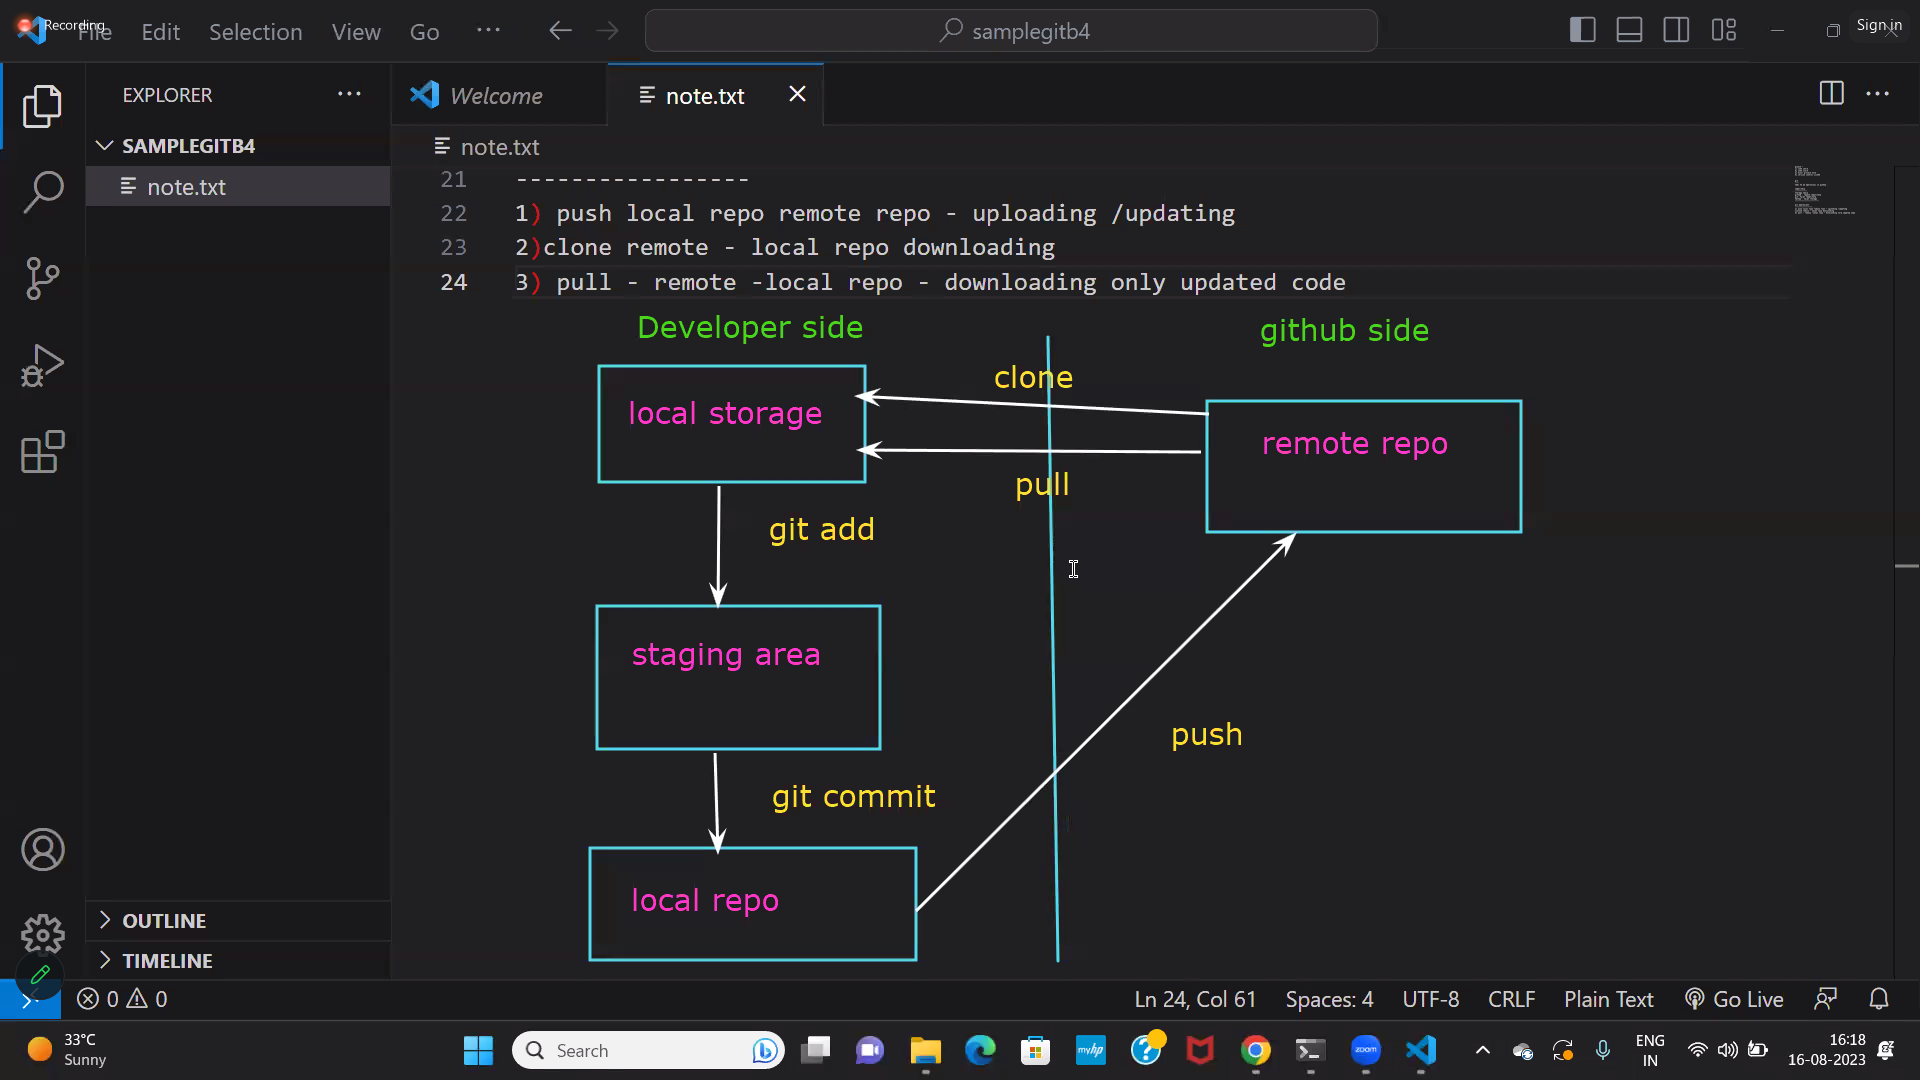 Recording
File Edit Selection View Go ...
samplegitb4
Sign in
EXPLORER
Welcome
note.txt
SAMPLEGITB4
note.txt
note.txt
21 -----------------
22 1) push local repo remote repo - uploading /updating
23 2)clone remote - local repo downloading
24 3) pull - remote -local repo - downloading only updated code
Developer side
github side
clone
local storage
remote repo
pull
git add
staging area
push
git commit
local repo
OUTLINE
TIMELINE
0 0
Ln 24, Col 61 Spaces: 4 UTF-8 CRLF Plain Text Go Live
33°C
Sunny
Search
myhp
zoom
ENG
IN
16:18
16-08-2023